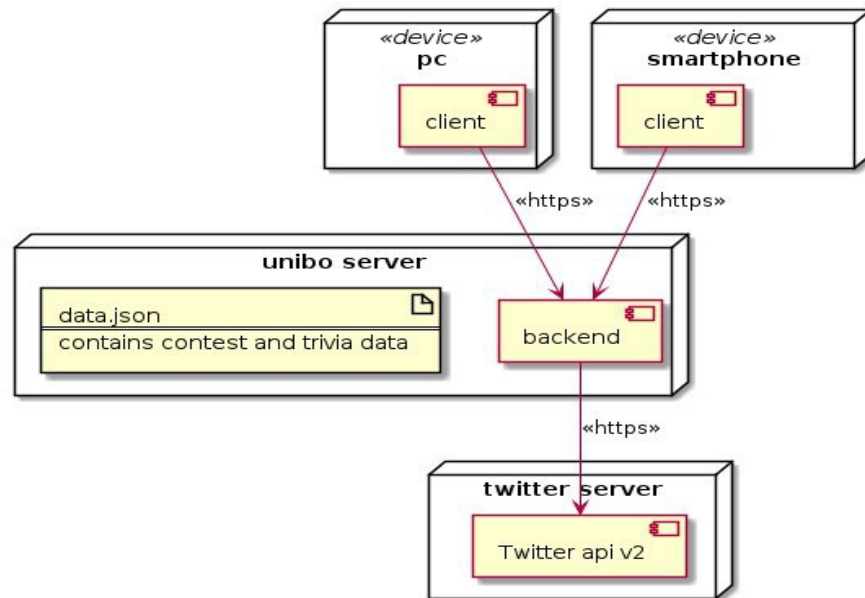 «device»
pc
client
«device»
smartphone
client
«https»
«https»
unibo server
data.json
contains contest and trivia data
backend
«https»
twitter server
Twitter api v2